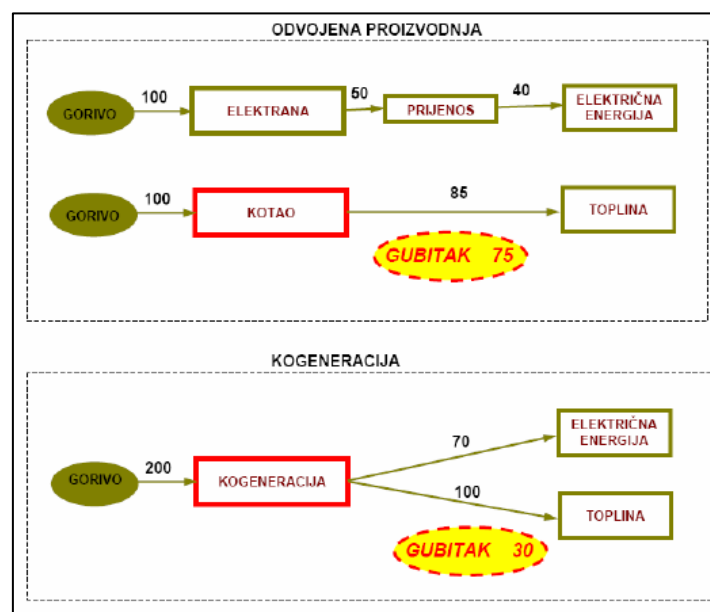 ODVOJENA PROIZVODNJA
100
50
40
GORIVO
ELEKTRANA
PRIJENOS
ELEKTRIČNA
ENERGIJA
100
85
GORIVO
KOTAO
TOPLINA
GUBITAK 75
KOGENERACIJA
70
ELEKTRIČNA
ENERGIJA
200
GORIVO
KOGENERACIJA
100
TOPLINA
GUBITAK 30